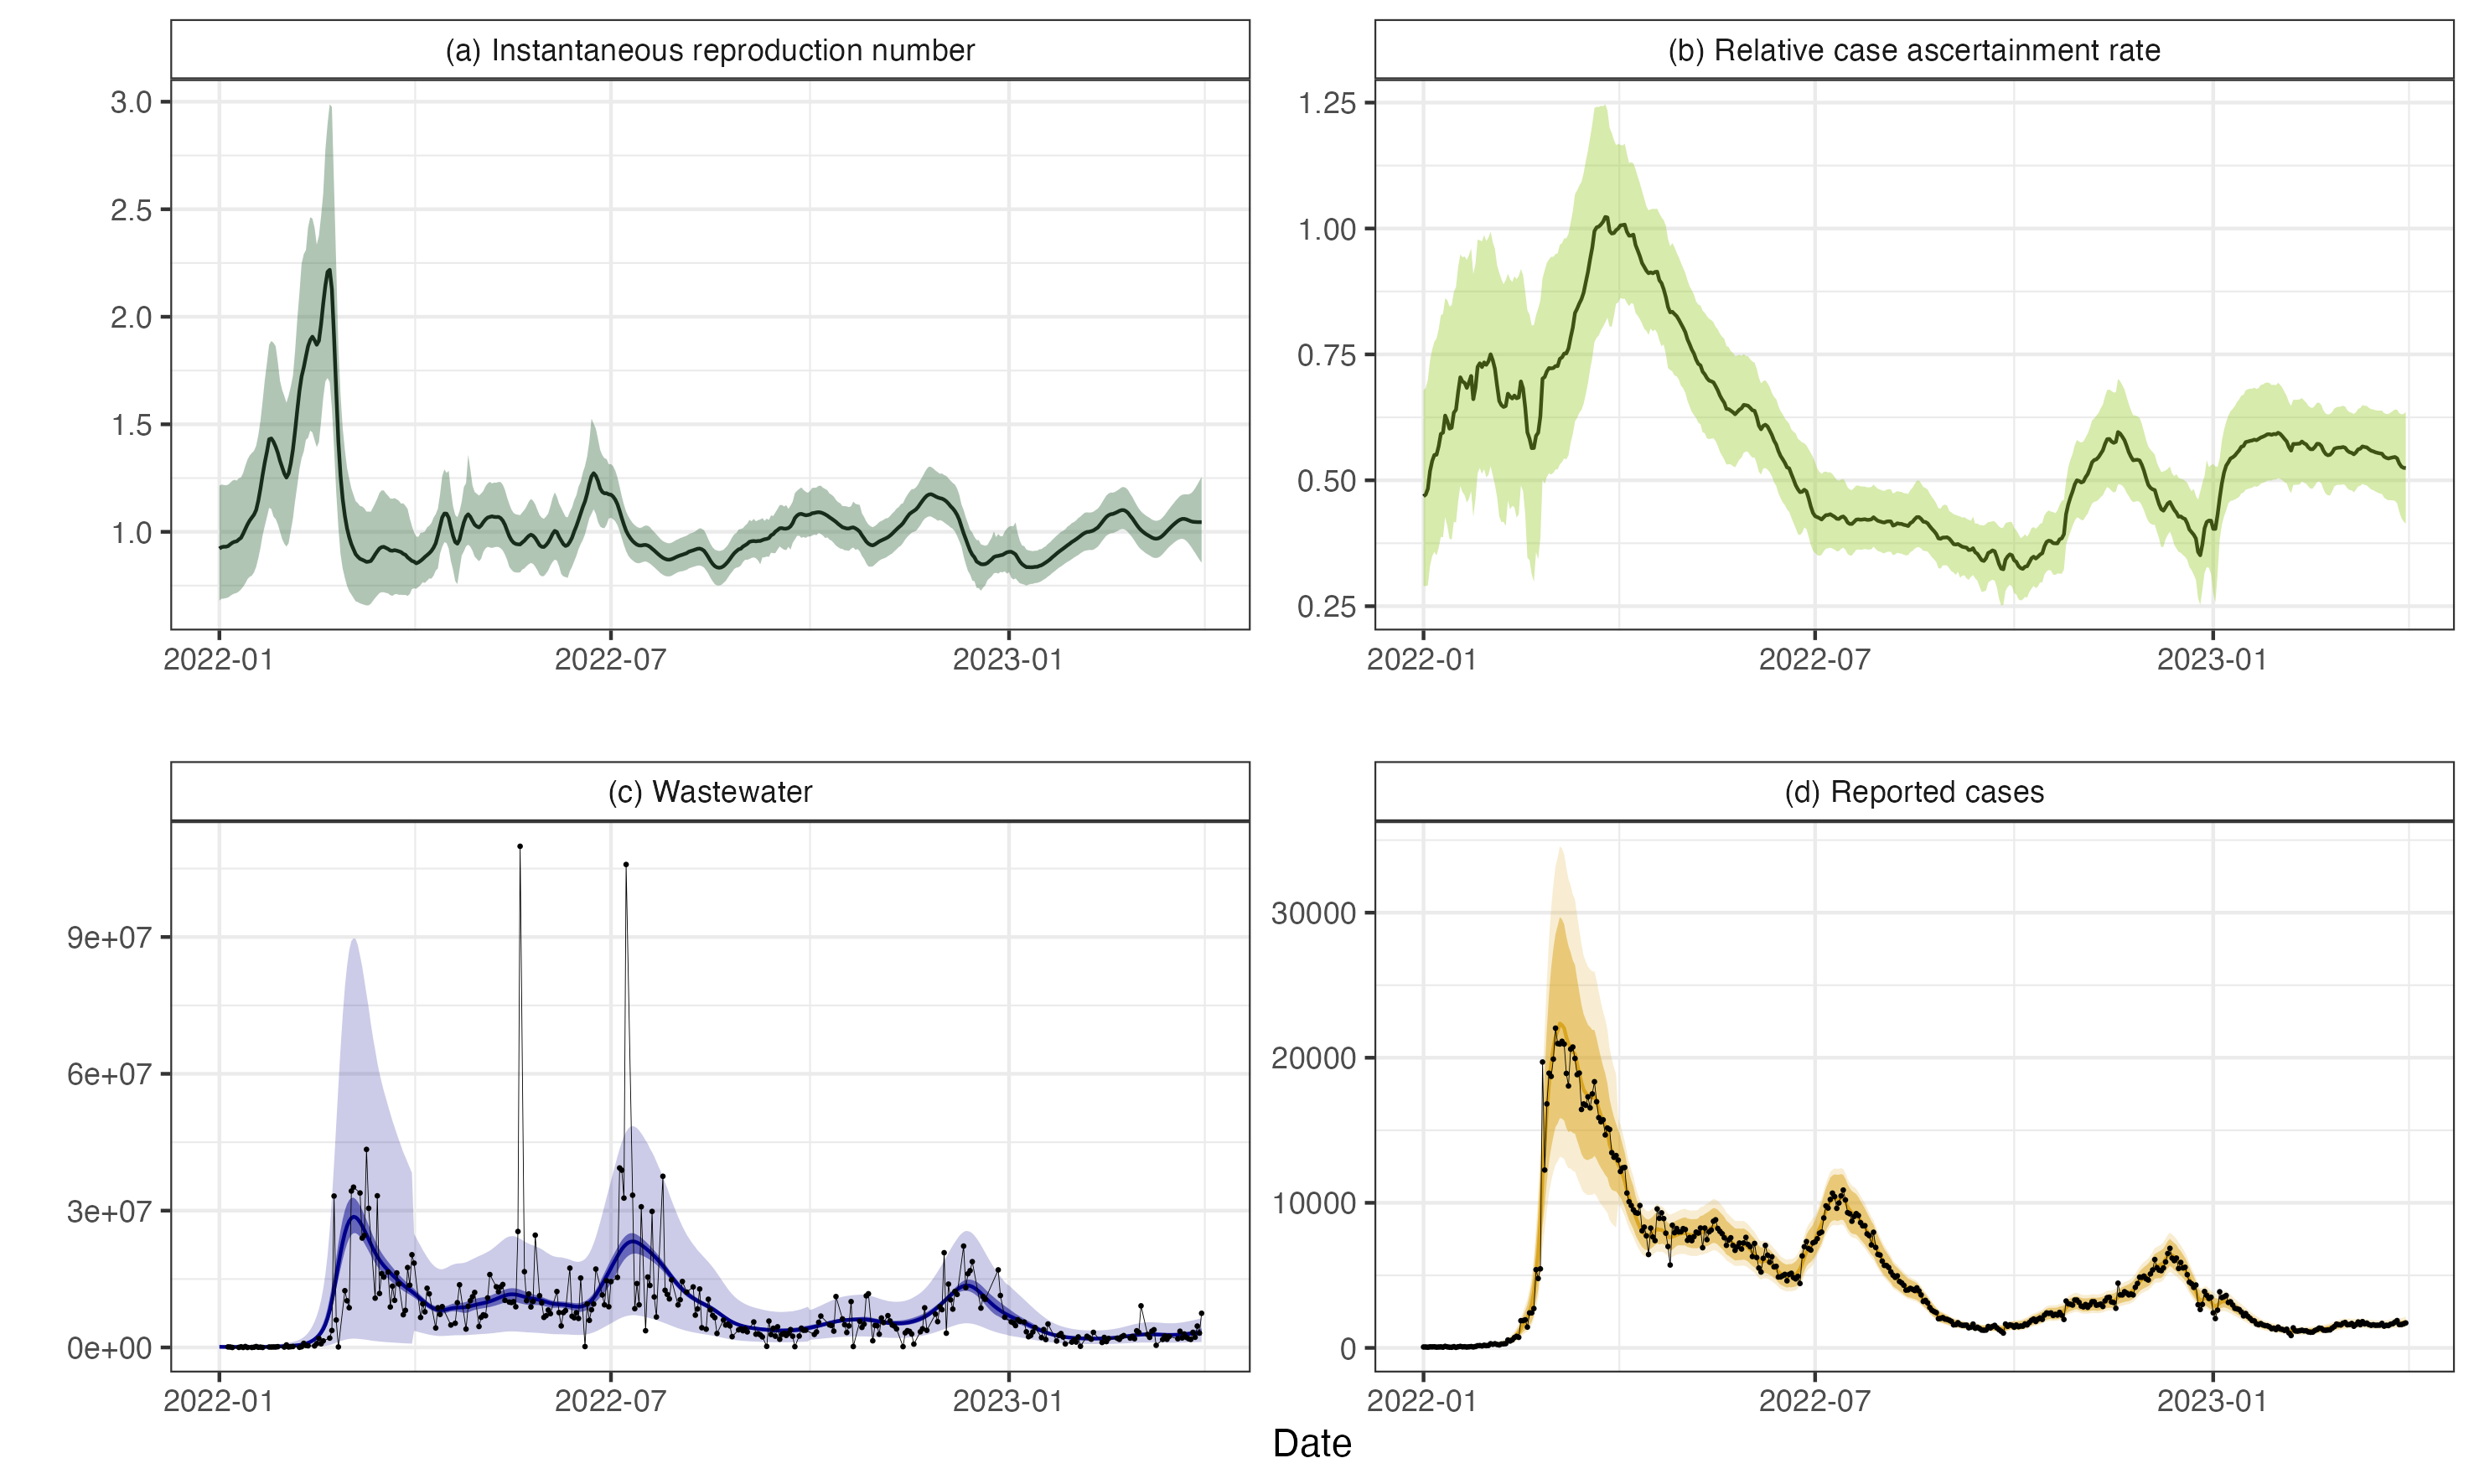 (a) Instantaneous reproduction number
3.0
2.5
2.0
1.5
1.0
2022-01 2022-07 2023-01
(b) Relative case ascertainment rate
1.25
1.00
0.75
0.50
0.25
2022-01 2022-07 2023-01
(c) Wastewater
9e+07
6e+07
3e+07
0e+00
2022-01 2022-07 2023-01
(d) Reported cases
30000
20000
10000
0
2022-01 2022-07 2023-01
Date